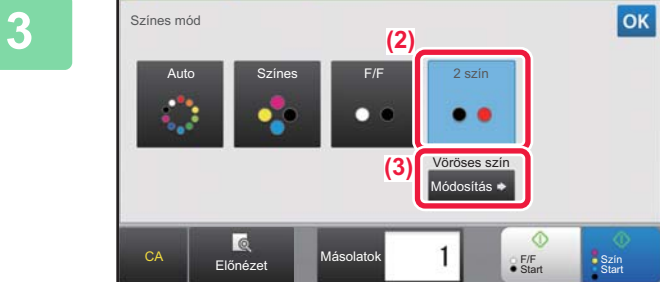 3
Színes mód
OK
(2)
Auto
Színes
F/F
2 szín
(3)
Vöröses szín
Módosítás
CA
Előnézet
Másolatok
1
F/F
Start
Szín
Start